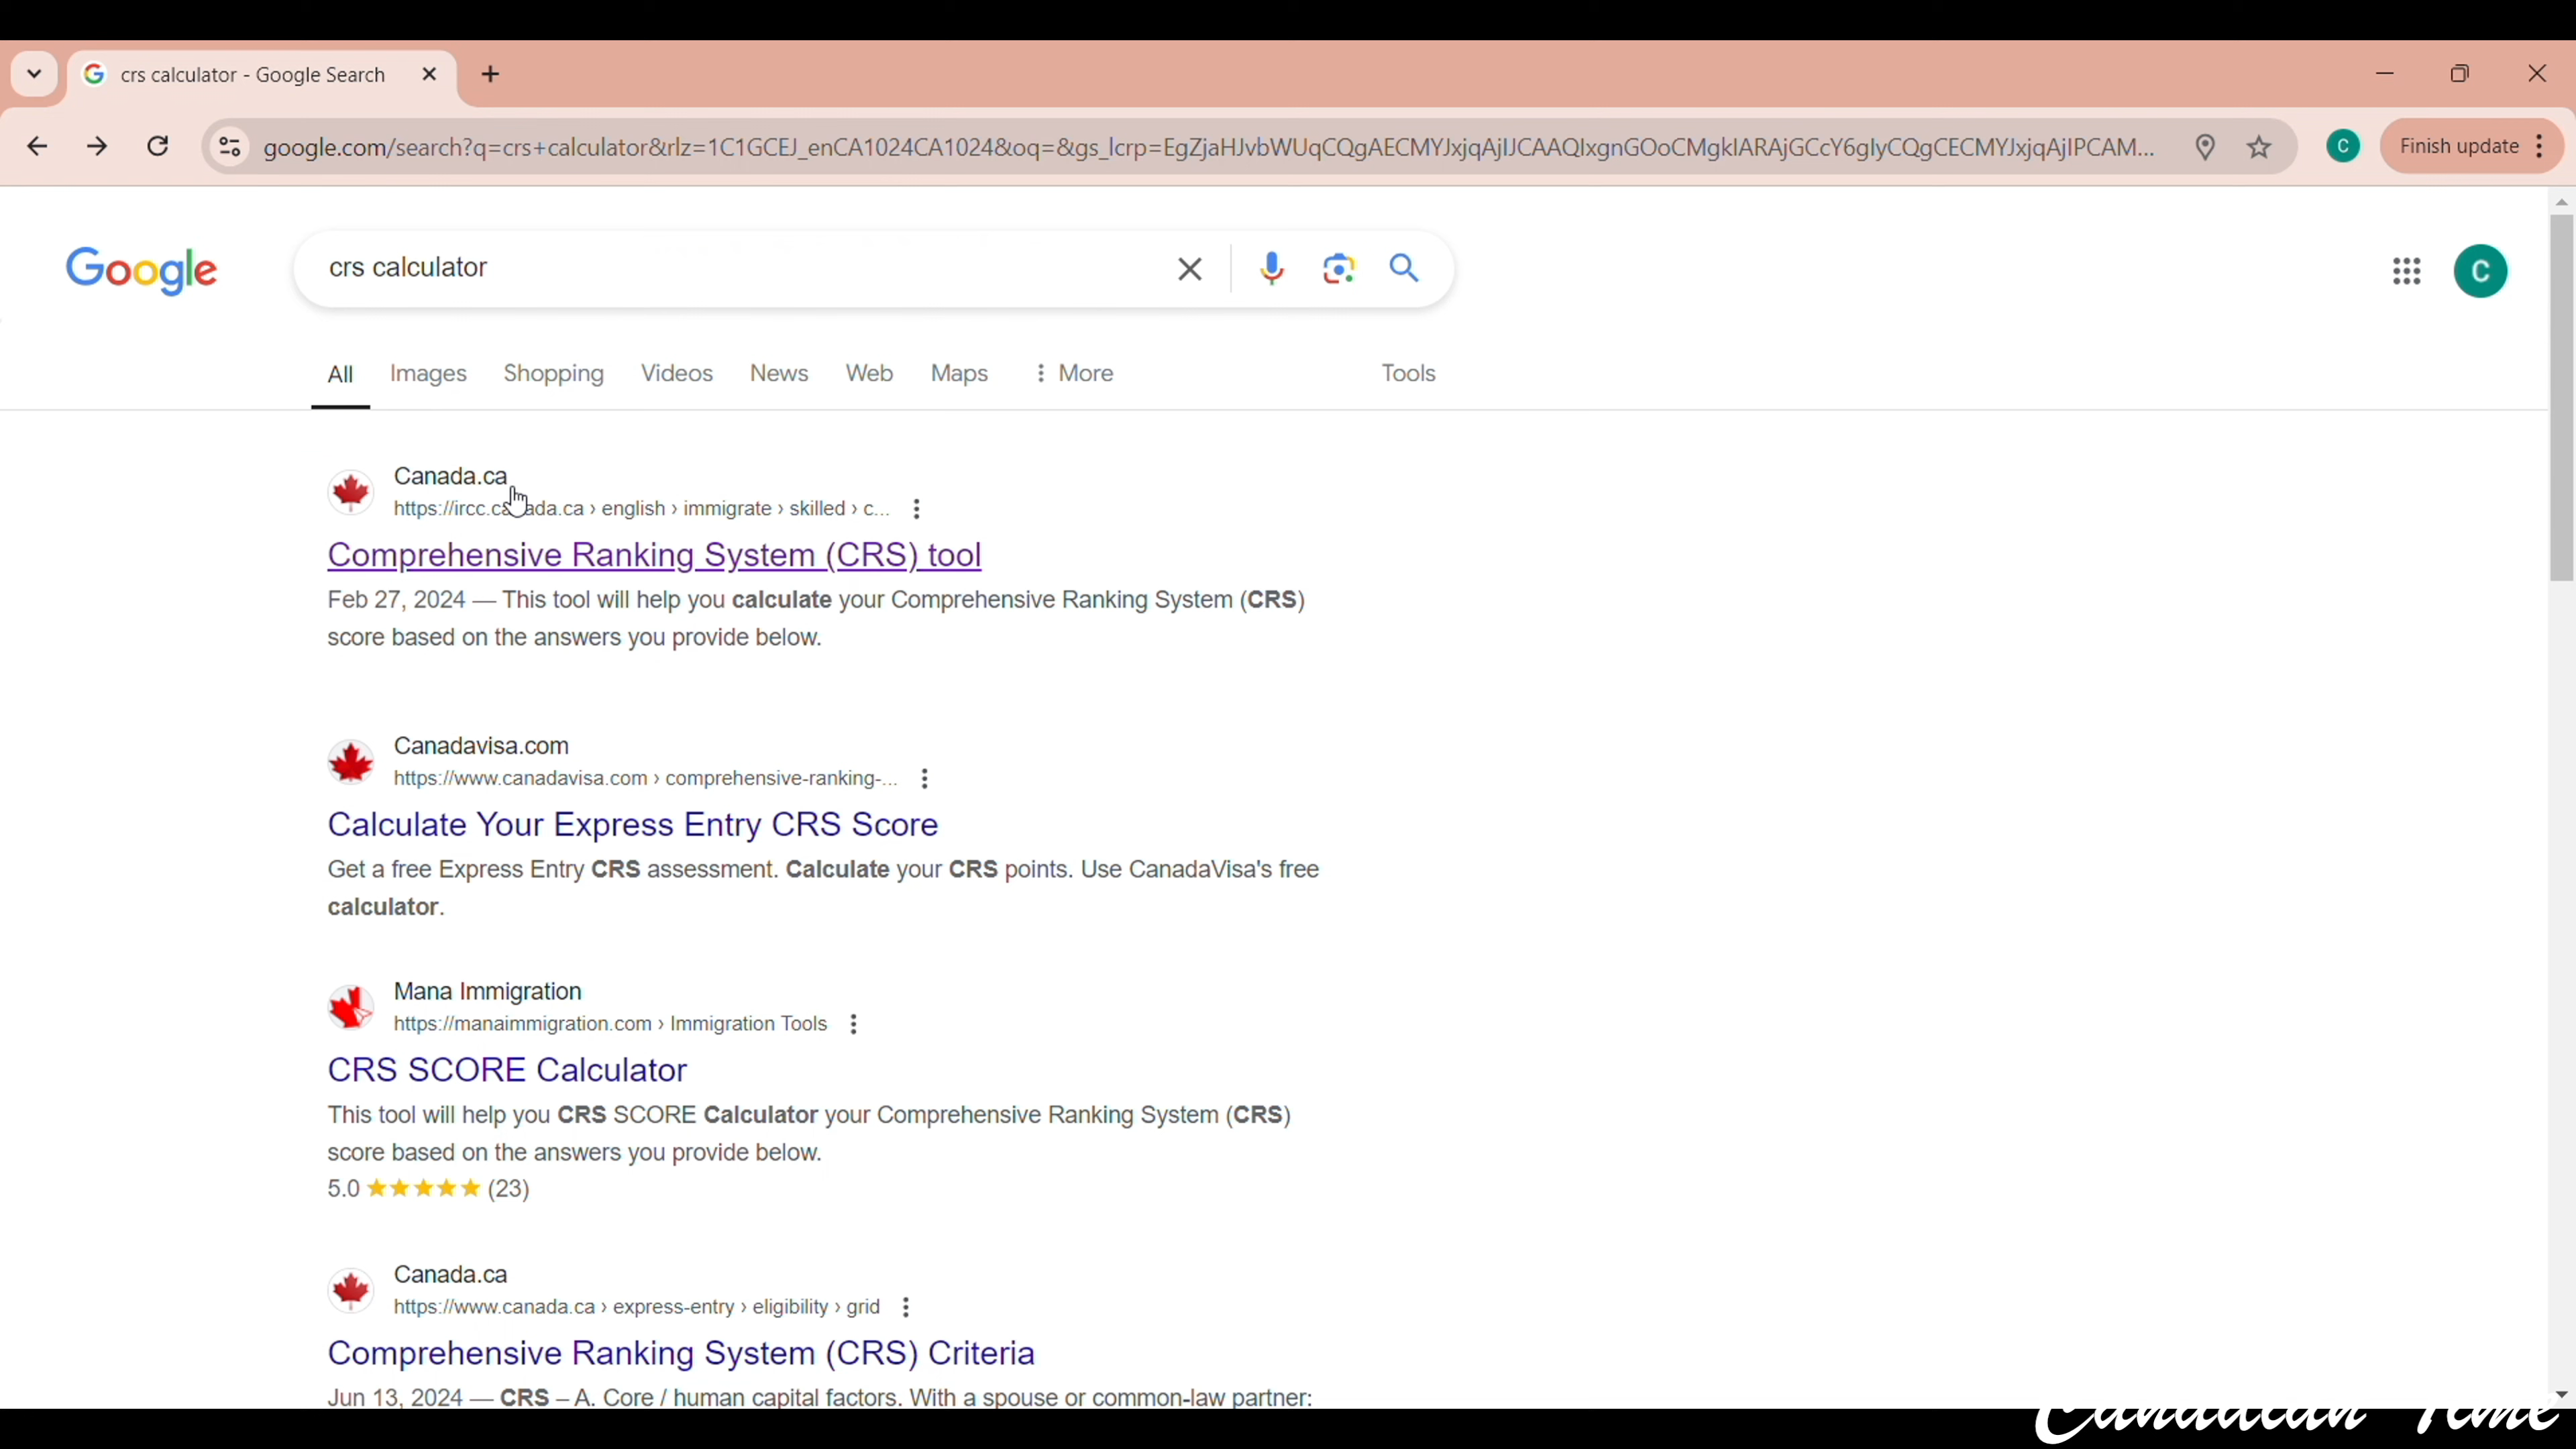 crs calculator - Google Search
google.com/search?q=crs+calculator&rlz=1C1GCEJ_enCA1024CA1024&oq=&gs_lcrp=EgZjaHJvbWUqCQgAECMYJxjqAjIJCAAQIxgnGOoCMgkIARAjGCcY6gIyCQgCECMYJxjqAjIPCAM...
C
Finish update
Google
crs calculator
C
All Images Shopping Videos News Web Maps More Tools
Canada.ca
https://ircc.canada.ca › english › immigrate › skilled › c...
Comprehensive Ranking System (CRS) tool
Feb 27, 2024 — This tool will help you calculate your Comprehensive Ranking System (CRS)
score based on the answers you provide below.
Canadavisa.com
https://www.canadavisa.com › comprehensive-ranking-...
Calculate Your Express Entry CRS Score
Get a free Express Entry CRS assessment. Calculate your CRS points. Use CanadaVisa's free
calculator.
Mana Immigration
https://manaimmigration.com › Immigration Tools
CRS SCORE Calculator
This tool will help you CRS SCORE Calculator your Comprehensive Ranking System (CRS)
score based on the answers you provide below.
5.0 ★★★★★ (23)
Canada.ca
https://www.canada.ca › express-entry › eligibility › grid
Comprehensive Ranking System (CRS) Criteria
Jun 13, 2024 — CRS – A. Core / human capital factors. With a spouse or common-law partner:
Canadacan Time